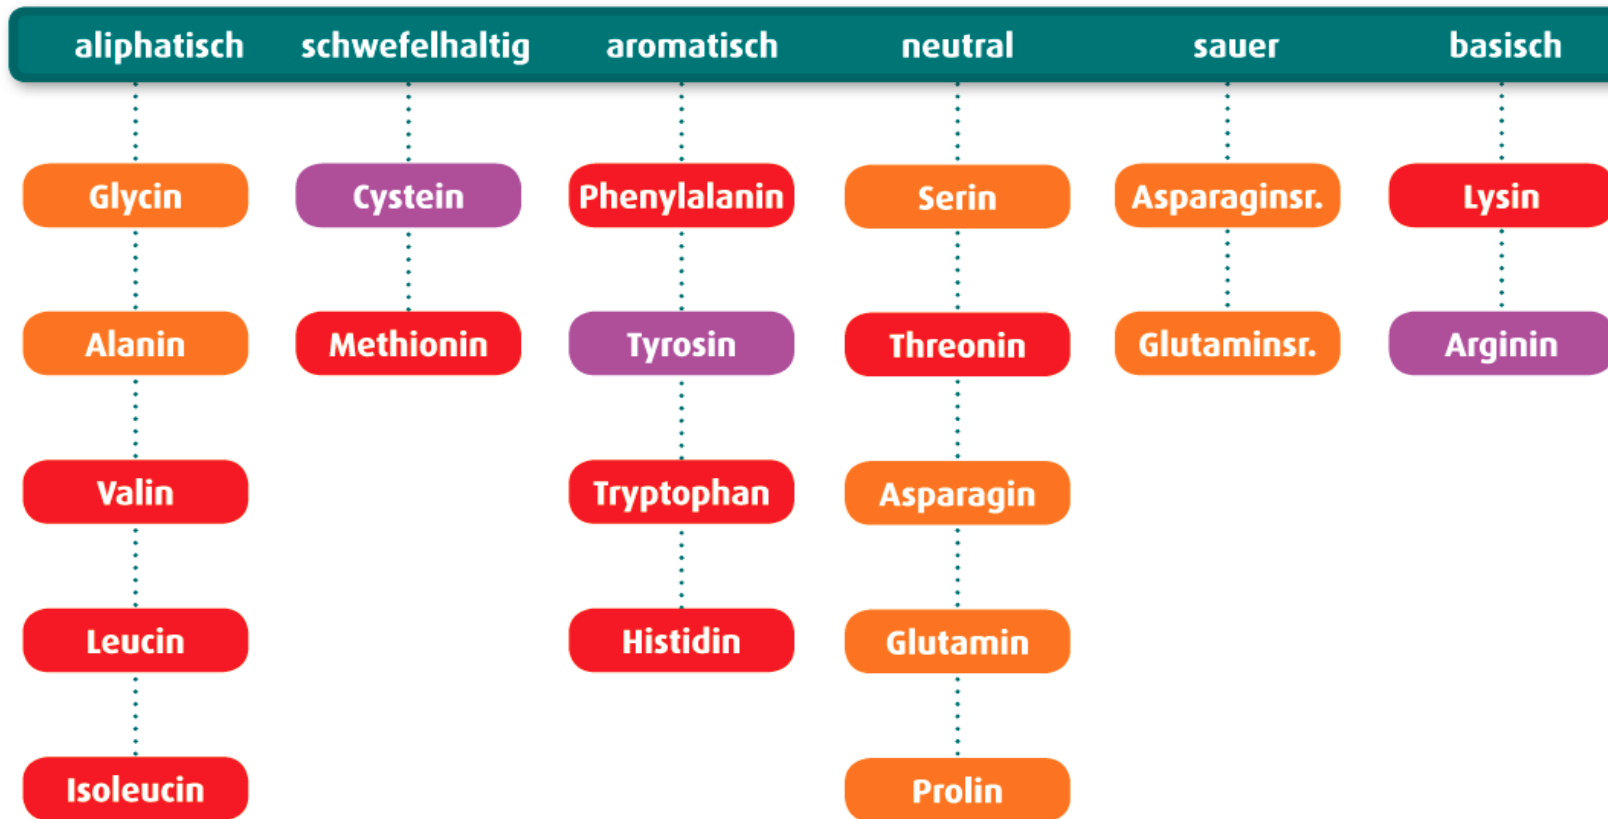 aliphatisch schwefelhaltig aromatisch neutral sauer basisch
Glycin Cystein Phenylalanin Serin Asparaginsr. Lysin
Alanin Methionin Tyrosin Threonin Glutaminsr. Arginin
Valin Tryptophan Asparagin
Leucin Histidin Glutamin
Isoleucin Prolin